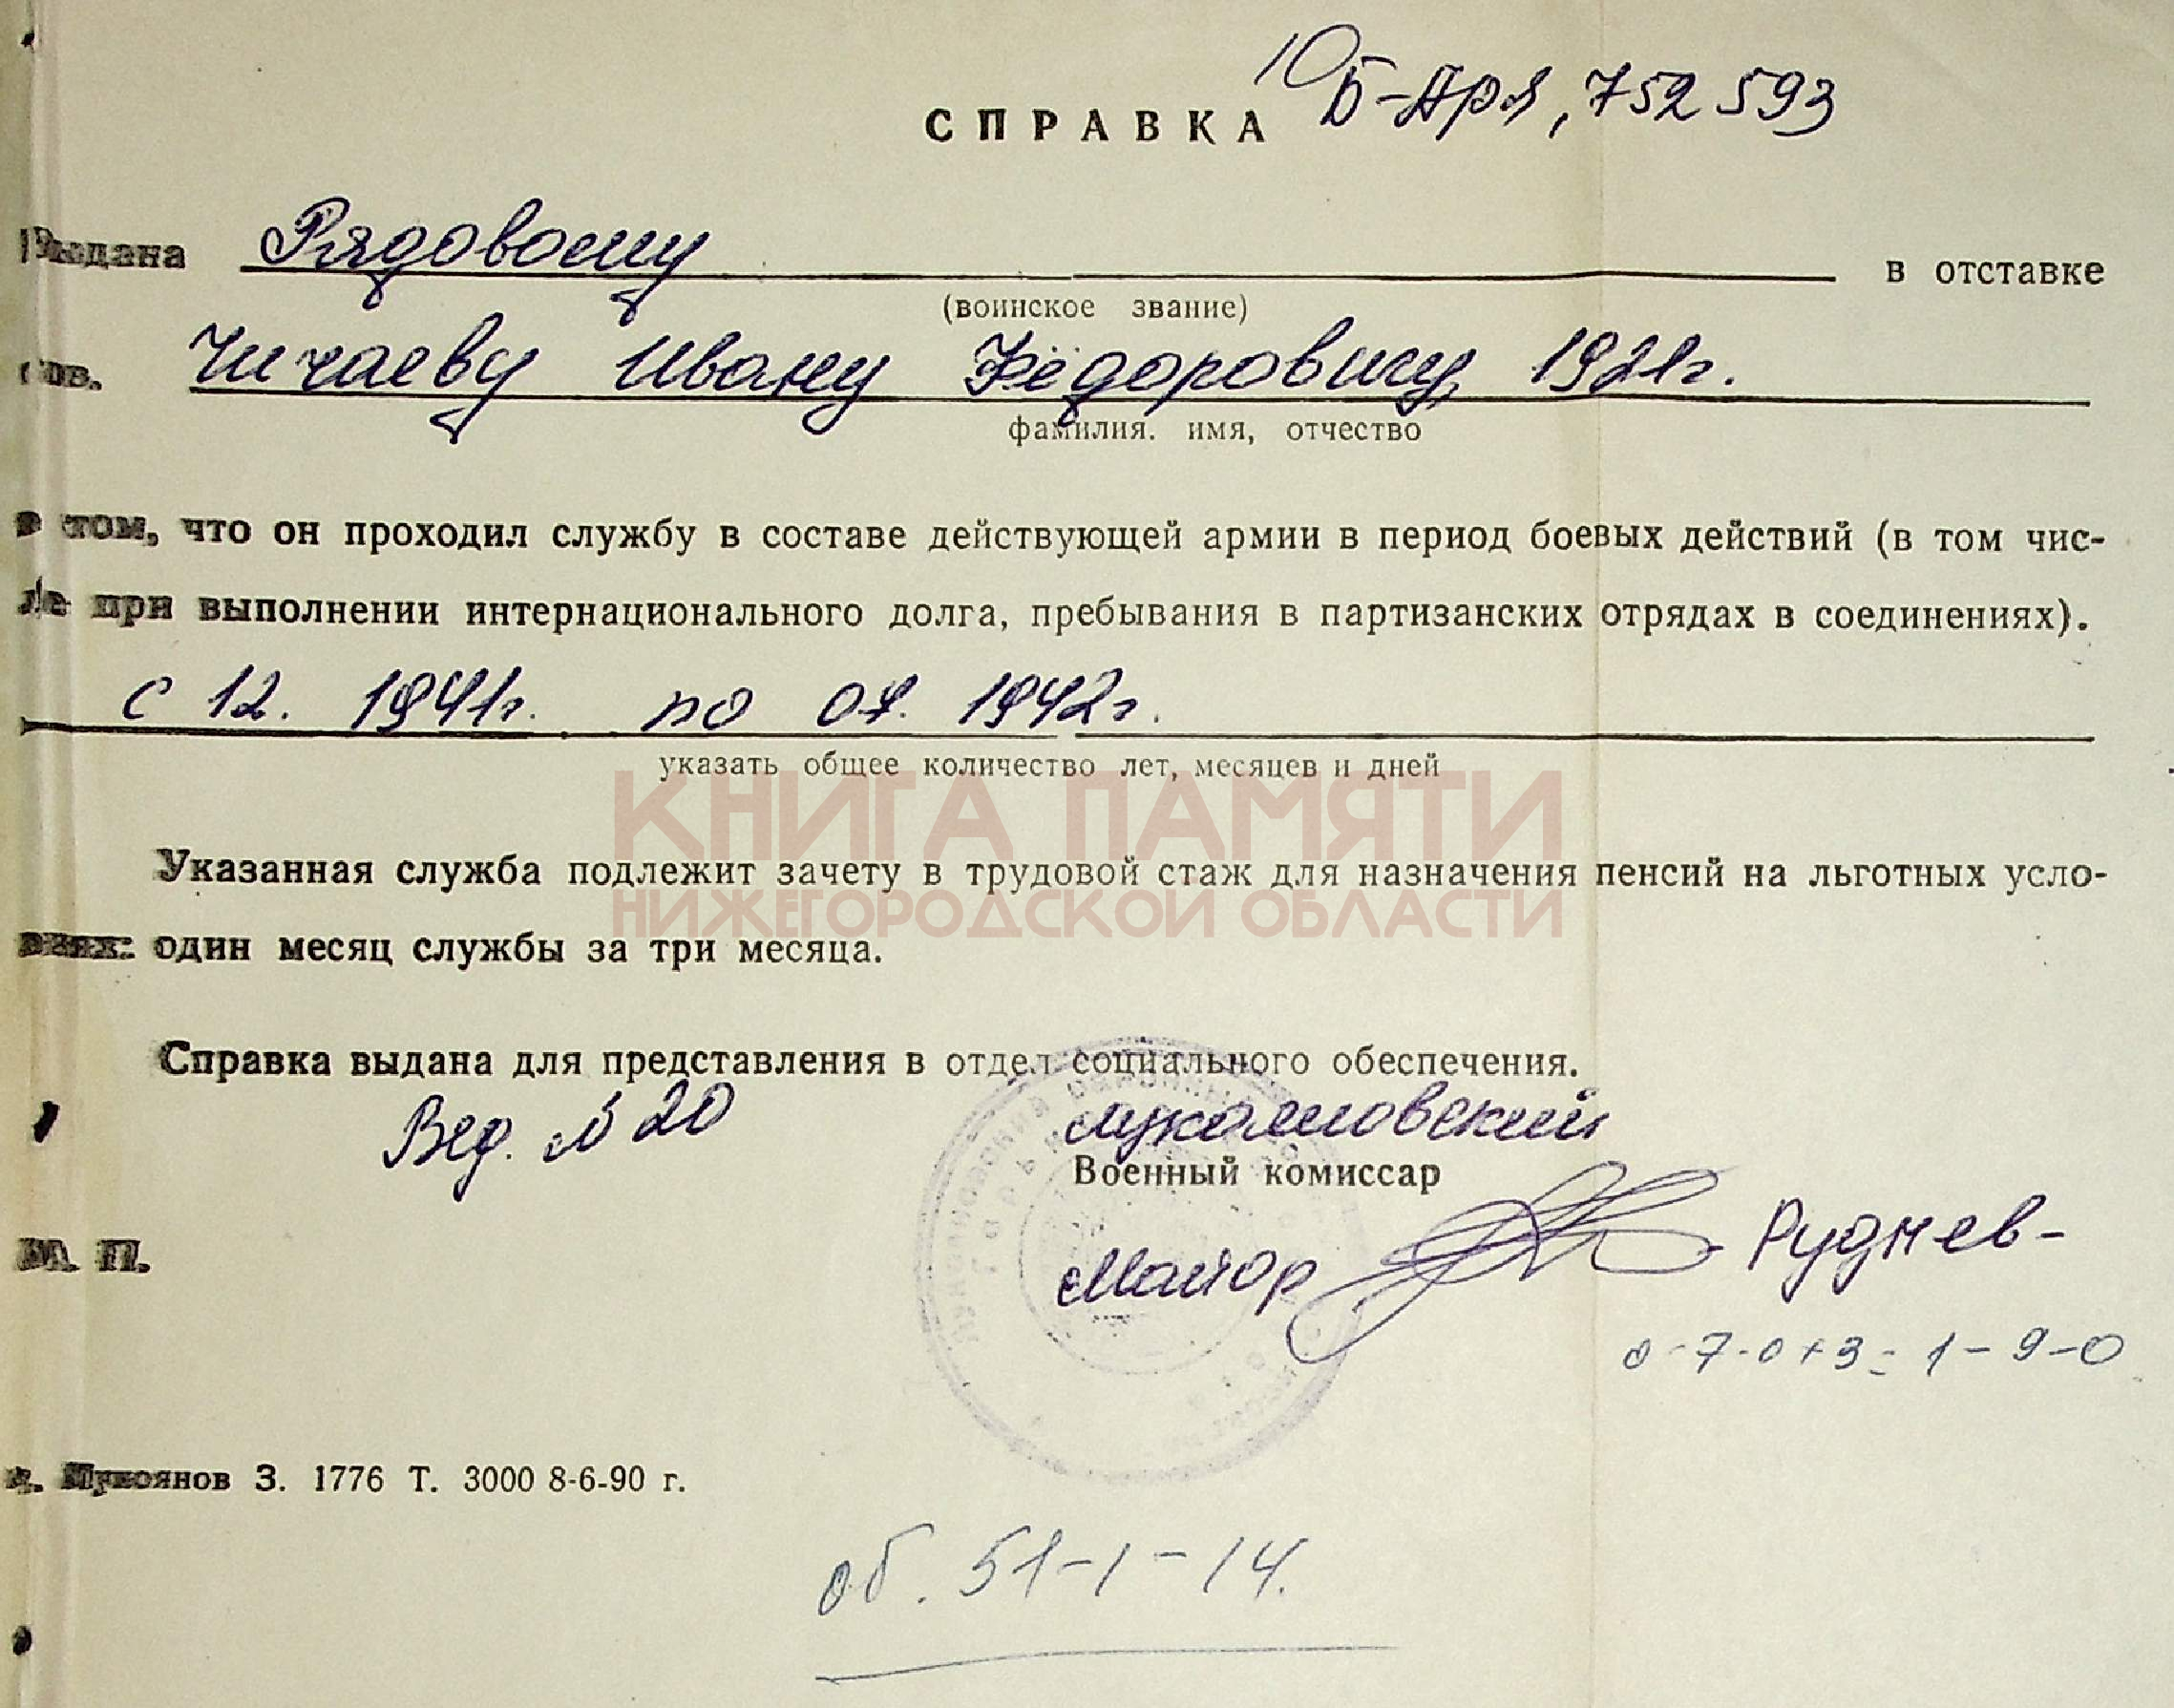 10
СПРАВКА Б-Пря, 752 593
Выдана Рядовому в отставке
(воинское звание)
тов. Чичаеву Ивану Фёдоровичу, 1921г.
фамилия. имя, отчество
в том, что он проходил службу в составе действующей армии в период боевых действий (в том чис-
ле при выполнении интернационального долга, пребывания в партизанских отрядах в соединениях).
с 12. 1941г. по 07. 1942г.
указать общее количество лет, месяцев и дней
КНИГА ПАМЯТИ
Указанная служба подлежит зачету в трудовой стаж для назначения пенсий на льготных усло-
НИЖЕГОРОДСКОЙ ОБЛАСТИ
виях: один месяц службы за три месяца.
Справка выдана для представления в отдел социального обеспечения.
Вед. № 20 Лукояновский
Военный комиссар
М. П. Майор Руднев-
0-7-0+3= 1-9-0
г. Лукоянов З. 1776 Т. 3000 8-6-90 г.
об. 51-1-14.